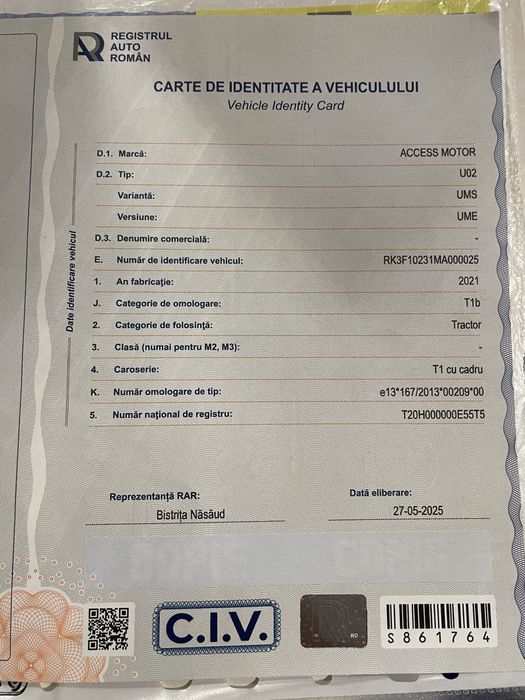 REGISTRUL
AUTO
ROMÂN
CARTE DE IDENTITATE A VEHICULULUI
Vehicle Identity Card
Date identificare vehicul
D.1. Marcă: ACCESS MOTOR
D.2. Tip: U02
Variantă: UMS
Versiune: UME
D.3. Denumire comercială: -
E. Număr de identificare vehicul: RK3F10231MA000025
1. An fabricație: 2021
J. Categorie de omologare: T1b
2. Categorie de folosință: Tractor
3. Clasă (numai pentru M2, M3): -
4. Caroserie: T1 cu cadru
K. Număr omologare de tip: e13*167/2013*00209*00
5. Număr național de registru: T20H000000E55T5
Reprezentanță RAR: Dată eliberare:
Bistrița Năsăud 27-05-2025
C.I.V.
RO
S861764